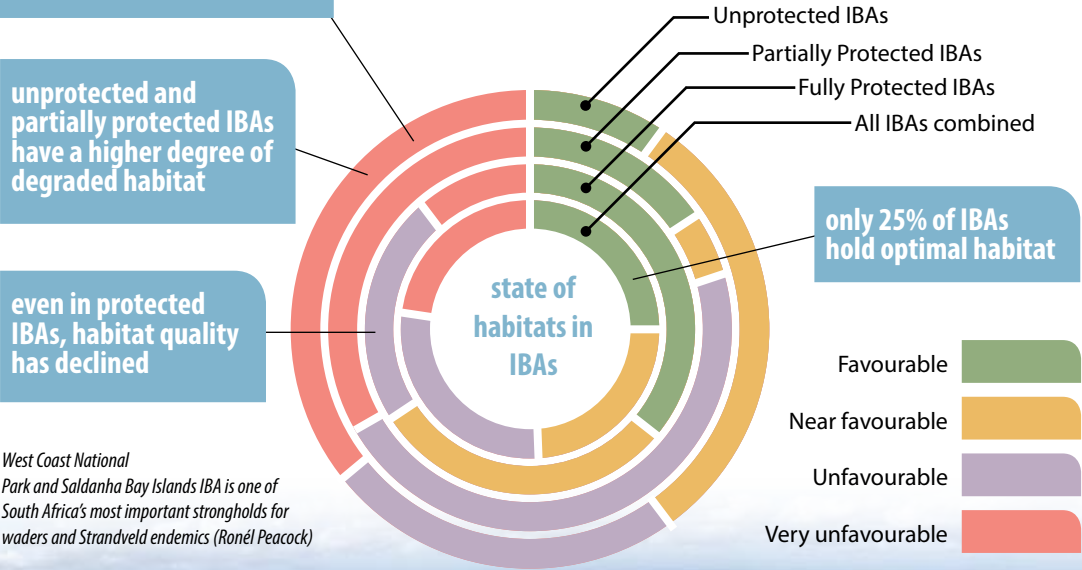 Unprotected IBAs
Partially Protected IBAs
Fully Protected IBAs
All IBAs combined
unprotected and
partially protected IBAs
have a higher degree of
degraded habitat
only 25% of IBAs
hold optimal habitat
even in protected
IBAs, habitat quality
has declined
state of
habitats in
IBAs
Favourable
Near favourable
Unfavourable
Very unfavourable
West Coast National
Park and Saldanha Bay Islands IBA is one of
South Africa's most important strongholds for
waders and Strandveld endemics (Ronél Peacock)